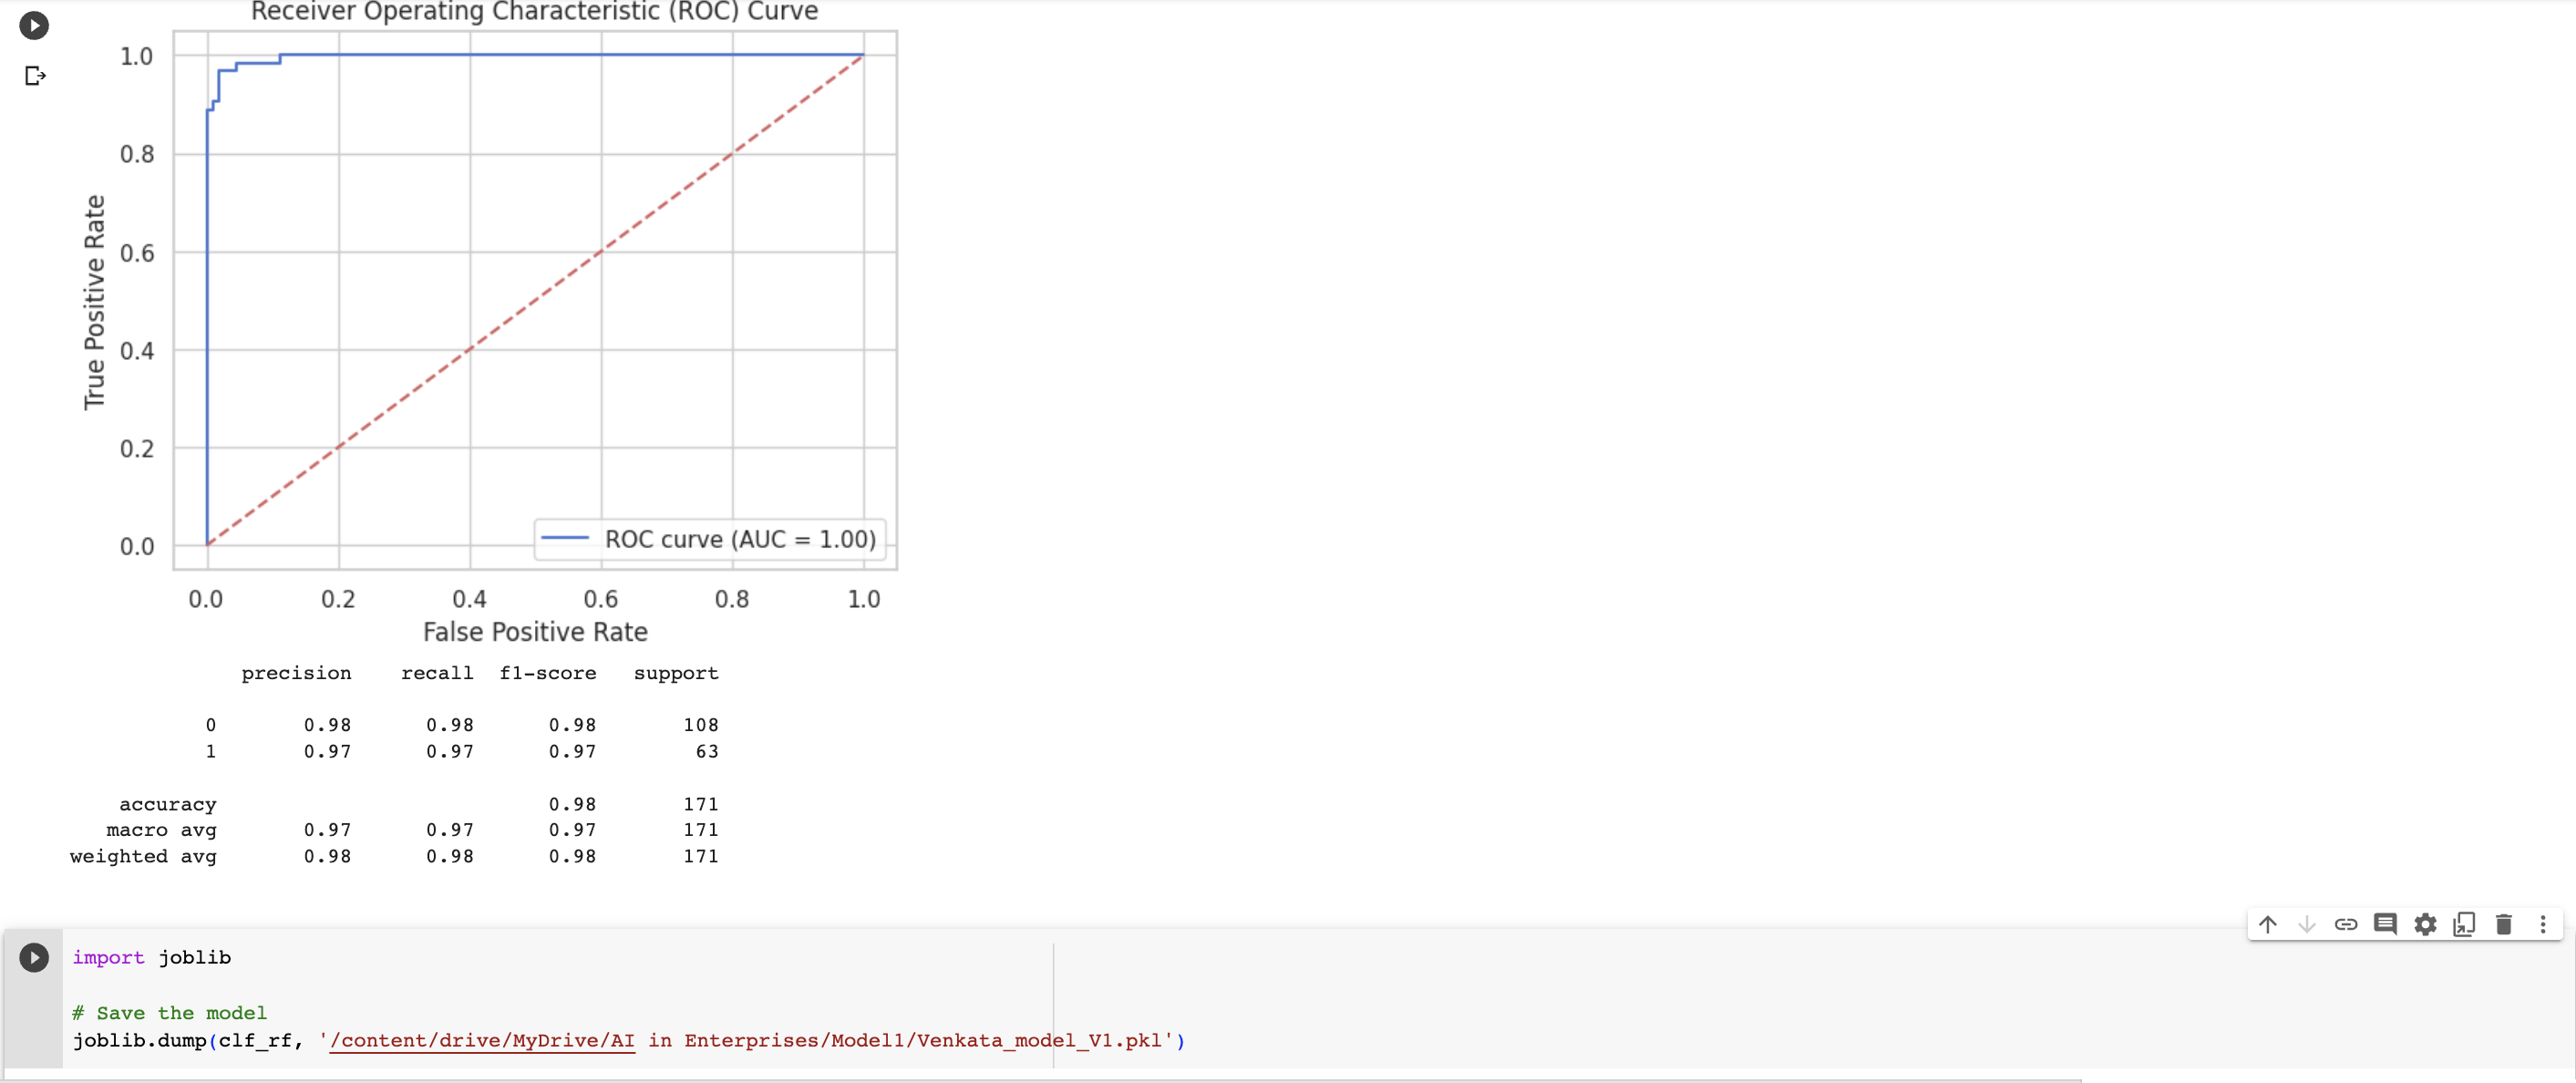 Receiver Operating Characteristic (ROC) Curve
1.0
0.8
0.6
0.4
0.2
0.0
True Positive Rate
ROC curve (AUC = 1.00)
0.0 0.2 0.4 0.6 0.8 1.0
False Positive Rate
precision recall f1-score support
0 0.98 0.98 0.98 108
1 0.97 0.97 0.97 63
accuracy 0.98 171
macro avg 0.97 0.97 0.97 171
weighted avg 0.98 0.98 0.98 171
import joblib
# Save the model
joblib.dump(clf_rf, '/content/drive/MyDrive/AI in Enterprises/Model1/Venkata_model_V1.pkl')